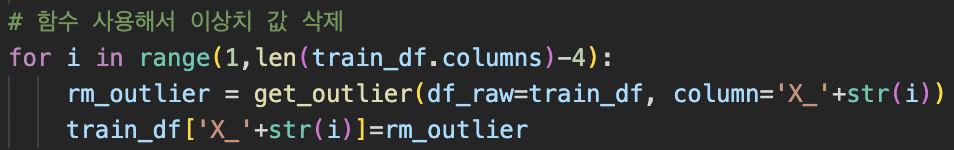 # 함수 사용해서 이상치 값 삭제
for i in range(1,len(train_df.columns)-4):
    rm_outlier = get_outlier(df_raw=train_df, column='X_'+str(i))
    train_df['X_'+str(i)]=rm_outlier